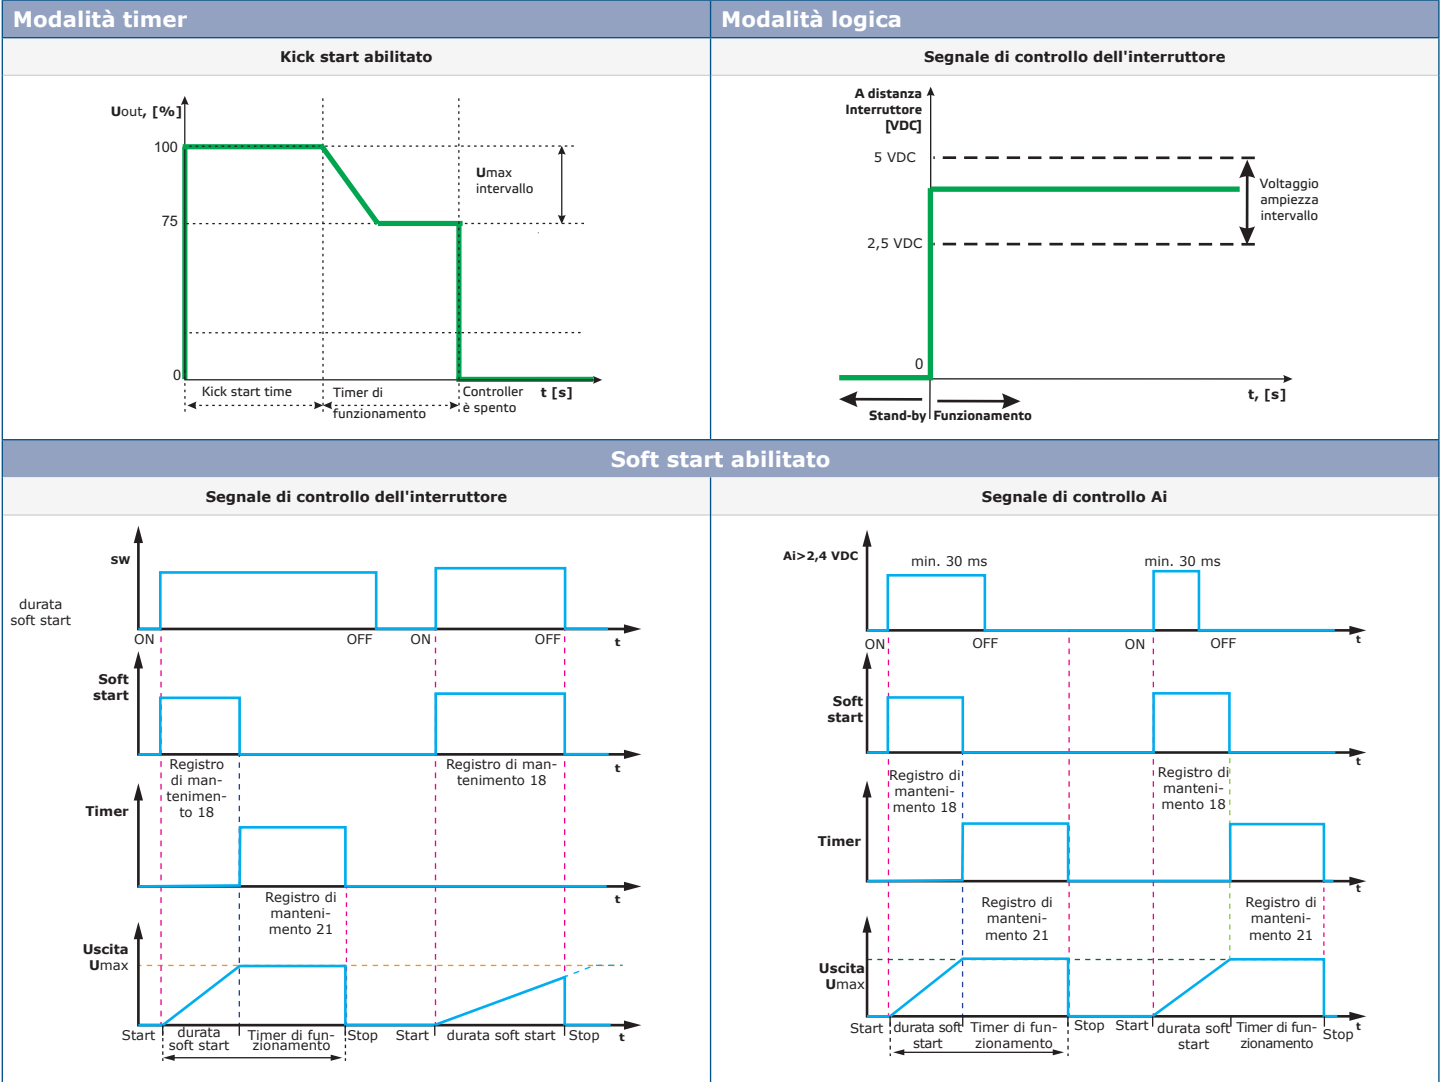 Modalità timer
Modalità logica
Kick start abilitato
Segnale di controllo dell'interruttore
Uout, [%]
100
75
0
Umax
intervallo
Kick start time
Timer di
funzionamento
Controller
è spento
t [s]
A distanza
Interruttore
[VDC]
5 VDC
2,5 VDC
0
Voltaggio
ampiezza
intervallo
t, [s]
Stand-by
Funzionamento
Soft start abilitato
Segnale di controllo dell'interruttore
Segnale di controllo Ai
durata
soft start
sw
ON
OFF
ON
OFF
t
Soft
start
t
Registro
di man-
tenimen-
to 18
Registro di man-
tenimento 18
Timer
t
Registro di
manteni-
mento 21
Uscita
Umax
Start
durata
soft start
Timer di fun-
zionamento
Stop
Start
durata soft start
Stop
t
Ai>2,4 VDC
min. 30 ms
min. 30 ms
ON
OFF
ON
OFF
t
Soft
start
t
Registro di
manteni-
mento 18
Registro di
manteni-
mento 18
Timer
t
Registro di
manteni-
mento 21
Registro di
manteni-
mento 21
Uscita
Umax
Start
durata soft
start
Timer di fun-
zionamento
Stop
Start
durata soft
start
Timer di fun-
zionamento
Stop
t